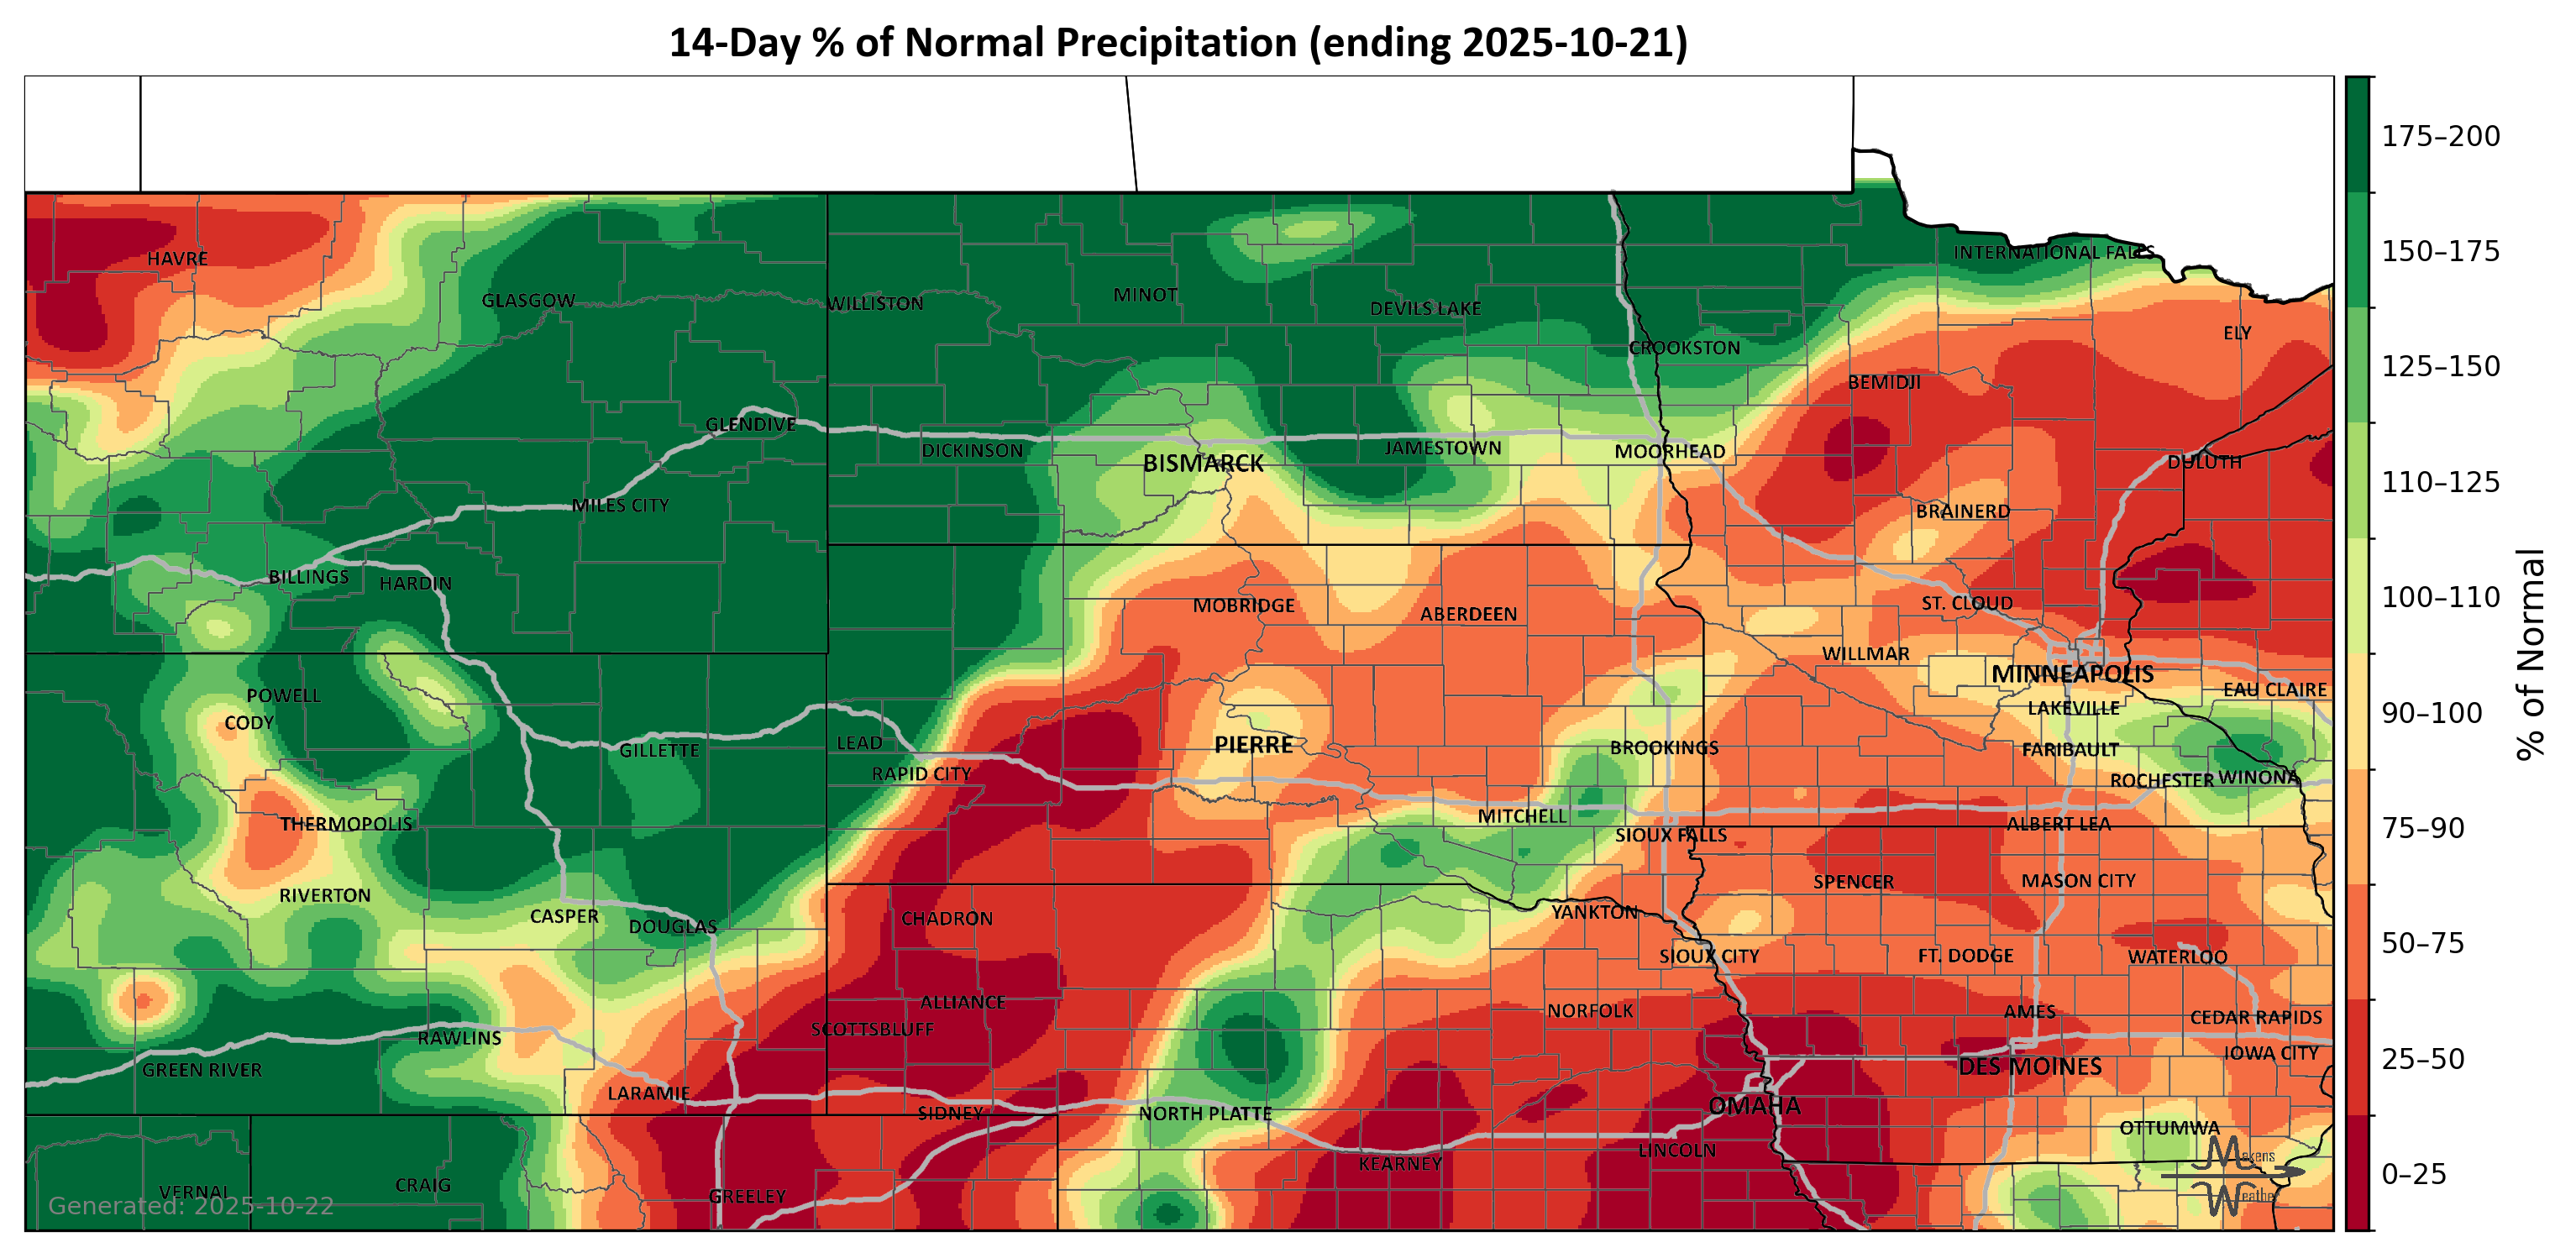 14-Day % of Normal Precipitation (ending 2025-10-21)
175–200
150–175
125–150
110–125
100–110
90–100
75–90
50–75
25–50
0–25
% of Normal
HAVRE
INTERNATIONAL FALLS
GLASGOW
WILLISTON
MINOT
DEVILS LAKE
ELY
CROOKSTON
BEMIDJI
GLENDIVE
DICKINSON
BISMARCK
JAMESTOWN
MOORHEAD
DULUTH
MILES CITY
BRAINERD
BILLINGS
HARDIN
MOBRIDGE
ABERDEEN
ST. CLOUD
WILLMAR
MINNEAPOLIS
EAU CLAIRE
POWELL
CODY
LAKEVILLE
GILLETTE
LEAD
PIERRE
BROOKINGS
FARIBAULT
RAPID CITY
ROCHESTER
WINONA
THERMOPOLIS
MITCHELL
SIOUX FALLS
ALBERT LEA
RIVERTON
SPENCER
MASON CITY
CASPER
DOUGLAS
CHADRON
YANKTON
SIOUX CITY
FT. DODGE
WATERLOO
ALLIANCE
NORFOLK
AMES
CEDAR RAPIDS
SCOTTSBLUFF
RAWLINS
IOWA CITY
GREEN RIVER
DES MOINES
LARAMIE
SIDNEY
NORTH PLATTE
OMAHA
OTTUMWA
LINCOLN
KEARNEY
VERNAL
CRAIG
GREELEY
Generated: 2025-10-22
Makens
Weather